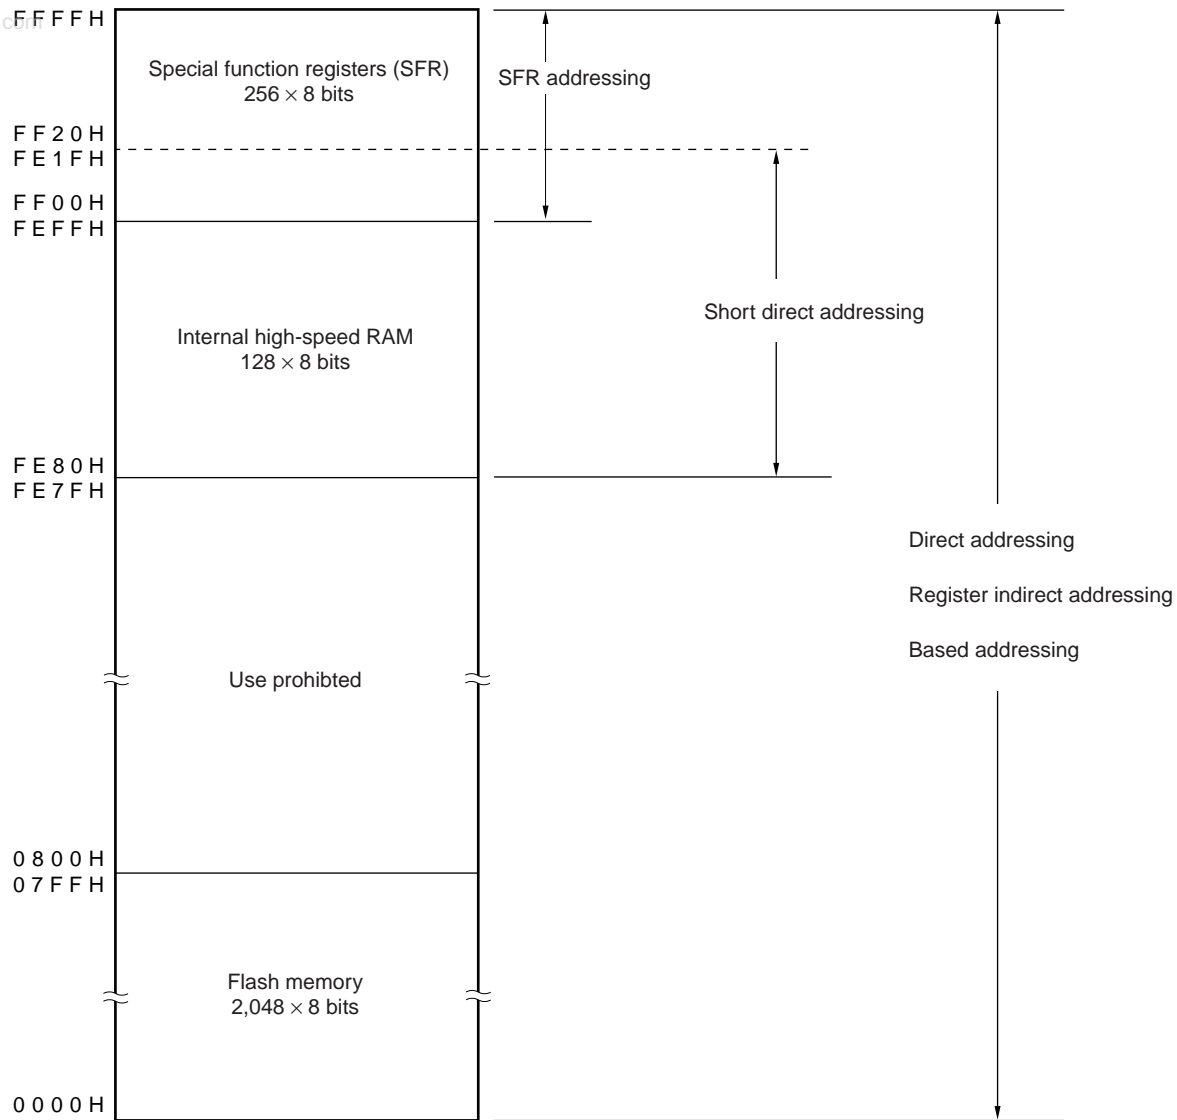 com
FFFFH
Special function registers (SFR)
256 × 8 bits
SFR addressing
FF20H
FE1FH
FF00H
FEFFH
Short direct addressing
Internal high-speed RAM
128 × 8 bits
FE80H
FE7FH
Direct addressing
Register indirect addressing
Based addressing
Use prohibted
0800H
07FFH
Flash memory
2,048 × 8 bits
0000H